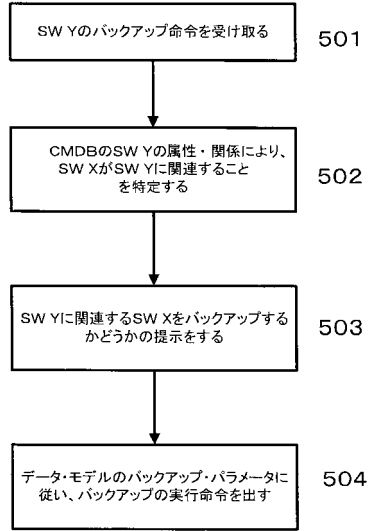 SW Yのバックアップ命令を受け取る
501
CMDBのSW Yの属性・関係により、
SW XがSW Yに関連すること
を特定する
502
SW Yに関連するSW Xをバックアップする
かどうかの提示をする
503
データ・モデルのバックアップ・パラメータに
従い、バックアップの実行命令を出す
504